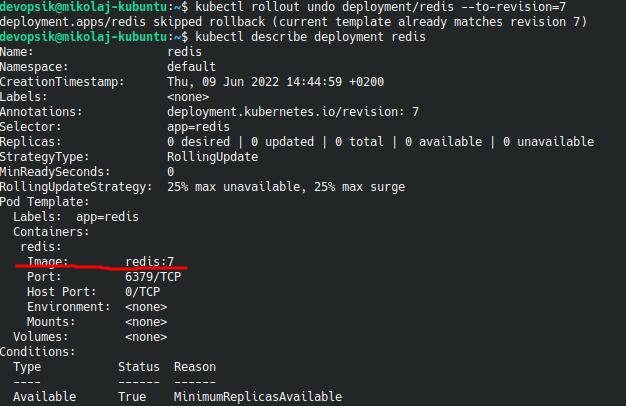 devopsik@mikolaj-kubuntu:~$ kubectl rollout undo deployment/redis --to-revision=7
deployment.apps/redis skipped rollback (current template already matches revision 7)
devopsik@mikolaj-kubuntu:~$ kubectl describe deployment redis
Name:                   redis
Namespace:              default
CreationTimestamp:      Thu, 09 Jun 2022 14:44:59 +0200
Labels:                 <none>
Annotations:            deployment.kubernetes.io/revision: 7
Selector:               app=redis
Replicas:               0 desired | 0 updated | 0 total | 0 available | 0 unavailable
StrategyType:           RollingUpdate
MinReadySeconds:        0
RollingUpdateStrategy:  25% max unavailable, 25% max surge
Pod Template:
  Labels:  app=redis
  Containers:
   redis:
    Image:        redis:7
    Port:         6379/TCP
    Host Port:    0/TCP
    Environment:  <none>
    Mounts:       <none>
  Volumes:        <none>
Conditions:
  Type           Status  Reason
  ----           ------  ------
  Available      True    MinimumReplicasAvailable